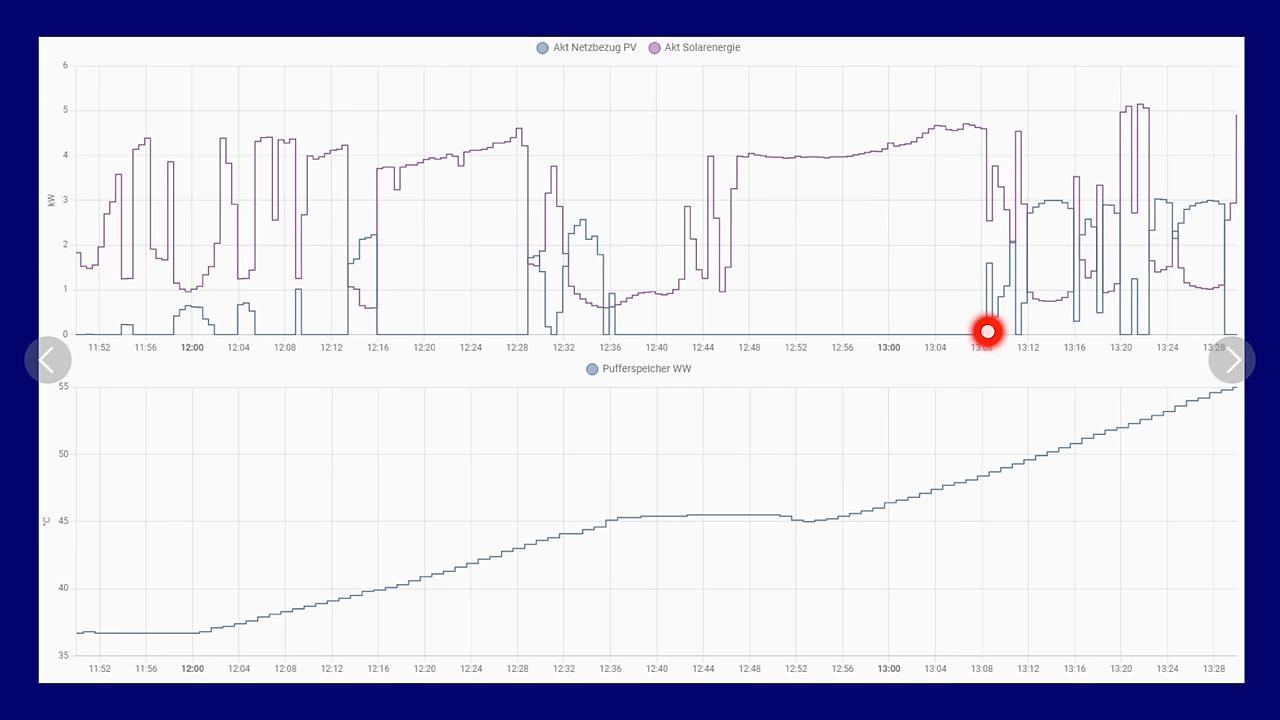 Akt Netzbezug PV Akt Solarenergie
6
5
4
3
2
1
0
kW
11:52 11:56 12:00 12:04 12:08 12:12 12:16 12:20 12:24 12:28 12:32 12:36 12:40 12:44 12:48 12:52 12:56 13:00 13:04 13:08 13:12 13:16 13:20 13:24 13:28
Pufferspeicher WW
55
50
45
40
35
°C
11:52 11:56 12:00 12:04 12:08 12:12 12:16 12:20 12:24 12:28 12:32 12:36 12:40 12:44 12:48 12:52 12:56 13:00 13:04 13:08 13:12 13:16 13:20 13:24 13:28